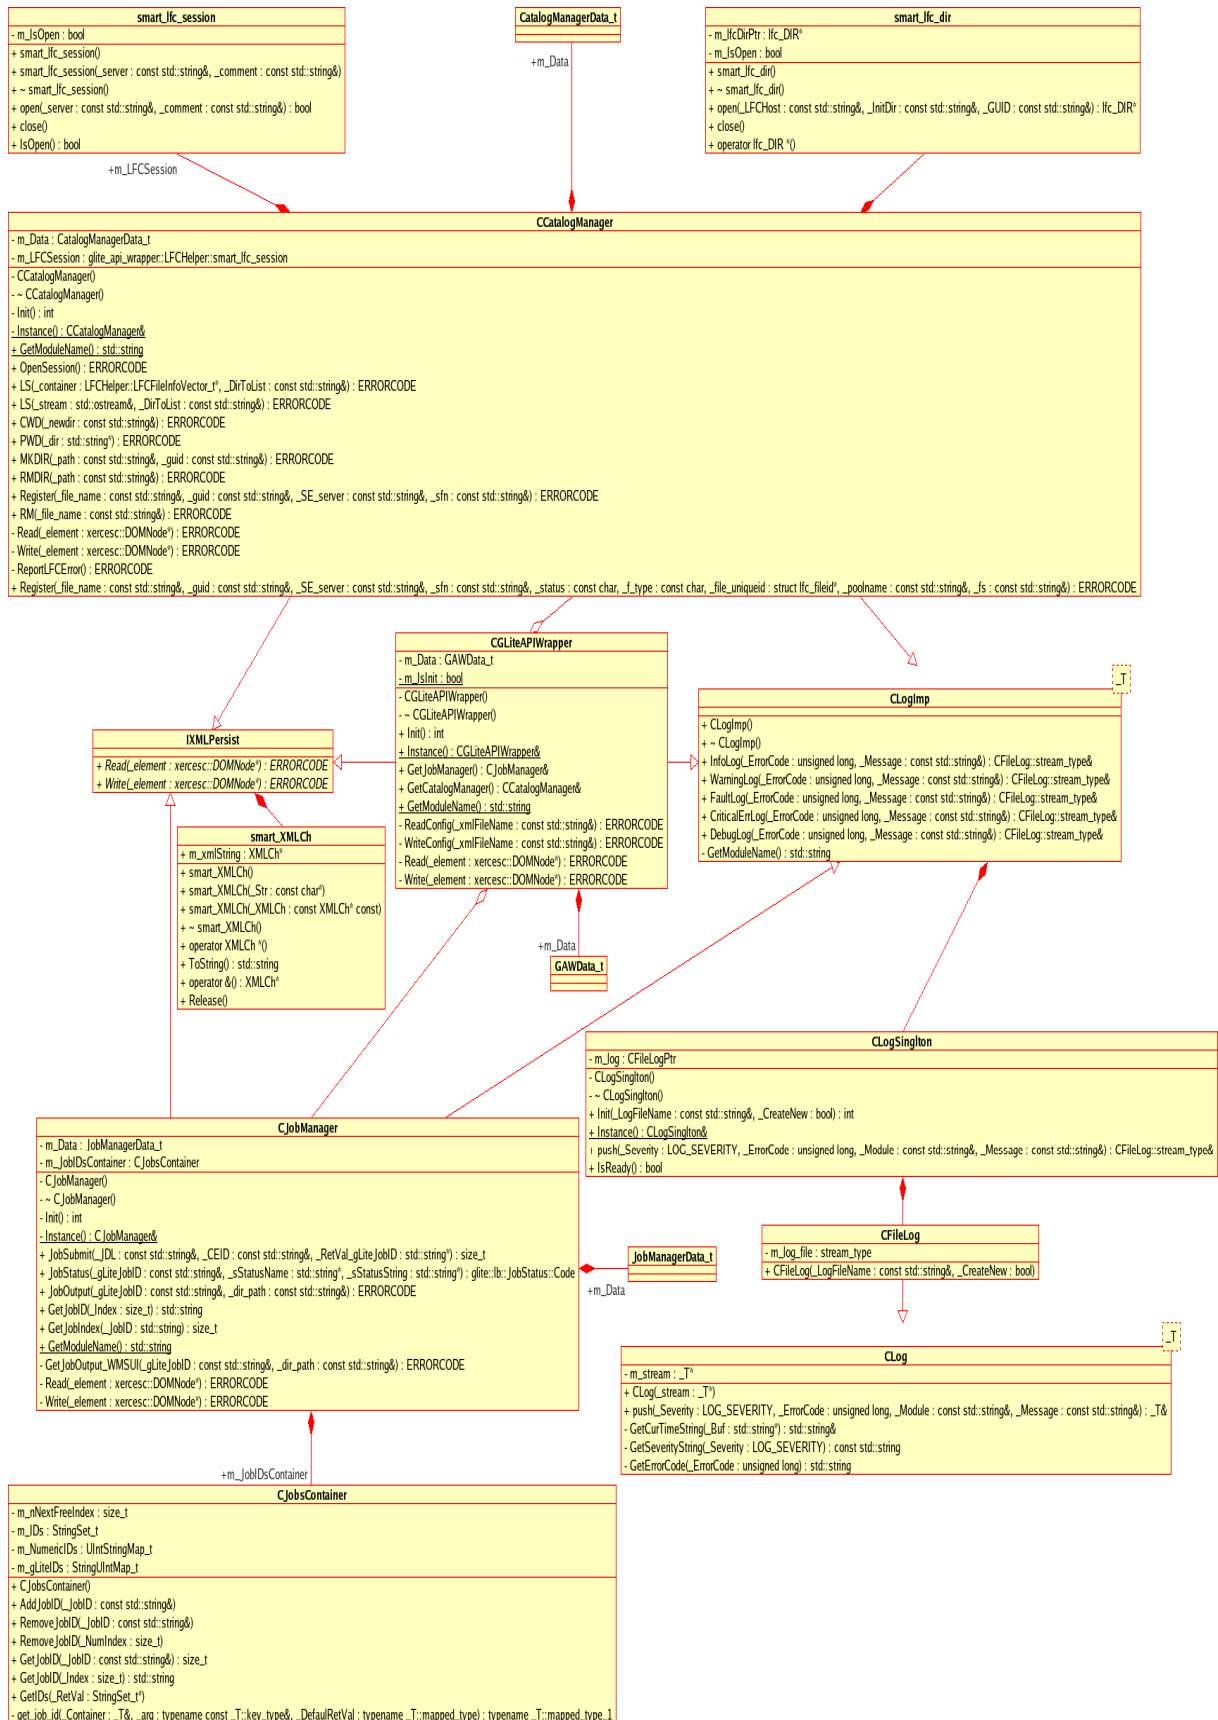 smart_lfc_session
- m_IsOpen : bool
+ smart_lfc_session()
+ smart_lfc_session(_server : const std::string&, _comment : const std::string&)
+ ~ smart_lfc_session()
+ open(_server : const std::string&, _comment : const std::string&) : bool
+ close()
+ IsOpen() : bool
CatalogManagerData_t
+m_Data
smart_lfc_dir
- m_lfcDirPtr : lfc_DIR*
- m_IsOpen : bool
+ smart_lfc_dir()
+ ~ smart_lfc_dir()
+ open(_LFCHost : const std::string&, _InitDir : const std::string&, _GUID : const std::string&) : lfc_DIR*
+ close()
+ operator lfc_DIR *()
+m_LFCSession
CCatalogManager
- m_Data : CatalogManagerData_t
- m_LFCSession : glite_api_wrapper::LFCHelper::smart_lfc_session
- CCatalogManager()
- ~ CCatalogManager()
- Init() : int
- Instance() : CCatalogManager&
+ GetModuleName() : std::string
+ OpenSession() : ERRORCODE
+ LS(_container : LFCHelper::LFCFileInfoVector_t*, _DirToList : const std::string&) : ERRORCODE
+ LS(_stream : std::ostream&, _DirToList : const std::string&) : ERRORCODE
+ CWD(_newdir : const std::string&) : ERRORCODE
+ PWD(_dir : std::string*) : ERRORCODE
+ MKDIR(_path : const std::string&, _guid : const std::string&) : ERRORCODE
+ RMDIR(_path : const std::string&) : ERRORCODE
+ Register(_file_name : const std::string&, _guid : const std::string&, _SE_server : const std::string&, _sfn : const std::string&) : ERRORCODE
+ RM(_file_name : const std::string&) : ERRORCODE
- Read(_element : xercesc::DOMNode*) : ERRORCODE
- Write(_element : xercesc::DOMNode*) : ERRORCODE
- ReportLFCError() : ERRORCODE
+ Register(_file_name : const std::string&, _guid : const std::string&, _SE_server : const std::string&, _sfn : const std::string&, _status : const char, _f_type : const char, _file_uniqueid : struct lfc_fileid*, _poolname : const std::string&, _fs : const std::string&) : ERRORCODE
CGLiteAPIWrapper
- m_Data : GAWData_t
- m_IsInit : bool
- CGLiteAPIWrapper()
- ~ CGLiteAPIWrapper()
+ Init() : int
+ Instance() : CGLiteAPIWrapper&
+ GetJobManager() : CJobManager&
+ GetCatalogManager() : CCatalogManager&
+ GetModuleName() : std::string
- ReadConfig(_xmlFileName : const std::string&) : ERRORCODE
- WriteConfig(_xmlFileName : const std::string&) : ERRORCODE
- Read(_element : xercesc::DOMNode*) : ERRORCODE
- Write(_element : xercesc::DOMNode*) : ERRORCODE
_T
CLogImp
+ CLogImp()
+ ~ CLogImp()
+ InfoLog(_ErrorCode : unsigned long, _Message : const std::string&) : CFileLog::stream_type&
+ WarningLog(_ErrorCode : unsigned long, _Message : const std::string&) : CFileLog::stream_type&
+ FaultLog(_ErrorCode : unsigned long, _Message : const std::string&) : CFileLog::stream_type&
+ CriticalErrLog(_ErrorCode : unsigned long, _Message : const std::string&) : CFileLog::stream_type&
+ DebugLog(_ErrorCode : unsigned long, _Message : const std::string&) : CFileLog::stream_type&
- GetModuleName() : std::string
IXMLPersist
+ Read(_element : xercesc::DOMNode*) : ERRORCODE
+ Write(_element : xercesc::DOMNode*) : ERRORCODE
smart_XMLCh
+ m_xmlString : XMLCh*
+ smart_XMLCh()
+ smart_XMLCh(_Str : const char*)
+ smart_XMLCh(_XMLCh : const XMLCh* const)
+ ~ smart_XMLCh()
+ operator XMLCh *()
+ ToString() : std::string
+ operator &() : XMLCh*
+ Release()
+m_Data
GAWData_t
CLogSinglton
- m_log : CFileLogPtr
- CLogSinglton()
- ~ CLogSinglton()
+ Init(_LogFileName : const std::string&, _CreateNew : bool) : int
+ Instance() : CLogSinglton&
push(_Severity : LOG_SEVERITY, _ErrorCode : unsigned long, _Module : const std::string&, _Message : const std::string&) : CFileLog::stream_type&
+ IsReady() : bool
CJobManager
- m_Data : JobManagerData_t
- m_JobIDsContainer : CJobsContainer
- CJobManager()
- ~ CJobManager()
- Init() : int
- Instance() : CJobManager&
+ JobSubmit(_JDL : const std::string&, _CEID : const std::string&, _RetVal_gLiteJobID : std::string*) : size_t
+ JobStatus(_gLiteJobID : const std::string&, _sStatusName : std::string*, _sStatusString : std::string*) : glite::lb::JobStatus::Code
+ JobOutput(_gLiteJobID : const std::string&, _dir_path : const std::string&) : ERRORCODE
+ GetJobID(_Index : size_t) : std::string
+ GetJobIndex(_JobID : std::string) : size_t
+ GetModuleName() : std::string
- GetJobOutput_WMSUI(_gLiteJobID : const std::string&, _dir_path : const std::string&) : ERRORCODE
- Read(_element : xercesc::DOMNode*) : ERRORCODE
- Write(_element : xercesc::DOMNode*) : ERRORCODE
JobManagerData_t
+m_Data
CFileLog
- m_log_file : stream_type
+ CFileLog(_LogFileName : const std::string&, _CreateNew : bool)
_T
CLog
- m_stream : _T*
+ CLog(_stream : _T*)
+ push(_Severity : LOG_SEVERITY, _ErrorCode : unsigned long, _Module : const std::string&, _Message : const std::string&) : _T&
- GetCurTimeString(_Buf : std::string*) : std::string&
- GetSeverityString(_Severity : LOG_SEVERITY) : const std::string
- GetErrorCode(_ErrorCode : unsigned long) : std::string
+m_JobIDsContainer
CJobsContainer
- m_nNextFreeIndex : size_t
- m_IDs : StringSet_t
- m_NumericIDs : UIntStringMap_t
- m_gLiteIDs : StringUIntMap_t
+ CJobsContainer()
+ AddJobID(_JobID : const std::string&)
+ RemoveJobID(_JobID : const std::string&)
+ RemoveJobID(_NumIndex : size_t)
+ GetJobID(_JobID : const std::string&) : size_t
+ GetJobID(_Index : size_t) : std::string
+ GetIDs(_RetVal : StringSet_t*)
- get_job_id(_Container : _T&, _arg : typename const _T::key_type&, _DefaulRetVal : typename _T::mapped_type) : typename _T::mapped_type_1